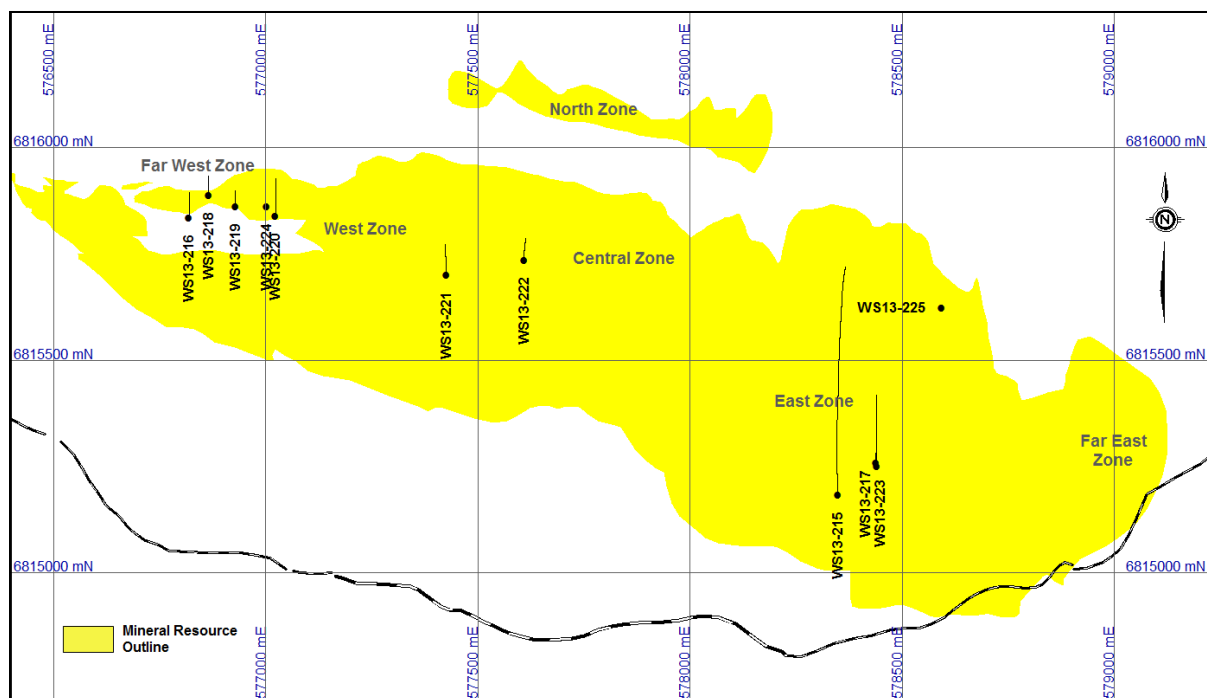 576500 mE
577000 mE
577500 mE
578000 mE
578500 mE
579000 mE
North Zone
6816000 mN
6816000 mN
Far West Zone
West Zone
Central Zone
N
WS13-216
WS13-218
WS13-219
WS13-224
WS13-220
WS13-221
WS13-222
WS13-225
6815500 mN
6815500 mN
East Zone
Far East
Zone
WS13-217
WS13-223
WS13-215
6815000 mN
6815000 mN
Mineral Resource
Outline
576500 mE
577000 mE
577500 mE
578000 mE
578500 mE
579000 mE